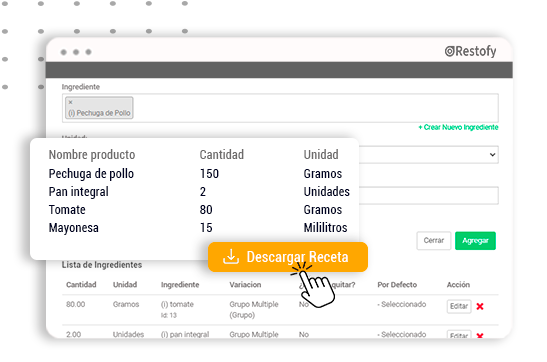 Restofy
Ingrediente
×
(i) Pechuga de Pollo
+ Crear Nuevo Ingrediente
Unidad:
Nombre producto Cantidad Unidad
Pechuga de pollo 150 Gramos
Pan integral 2 Unidades
Tomate 80 Gramos
Mayonesa 15 Mililitros
Cerrar Agregar
Descargar Receta
Lista de Ingredientes
Cantidad Unidad Ingrediente Variacion quitar? Por Defecto Acción
80.00 Gramos (i) tomate Grupo Multiple No - Seleccionado Editar
Id: 13 (Grupo)
2.00 Unidades (i) pan integral Grupo Multiple No - Seleccionado Editar